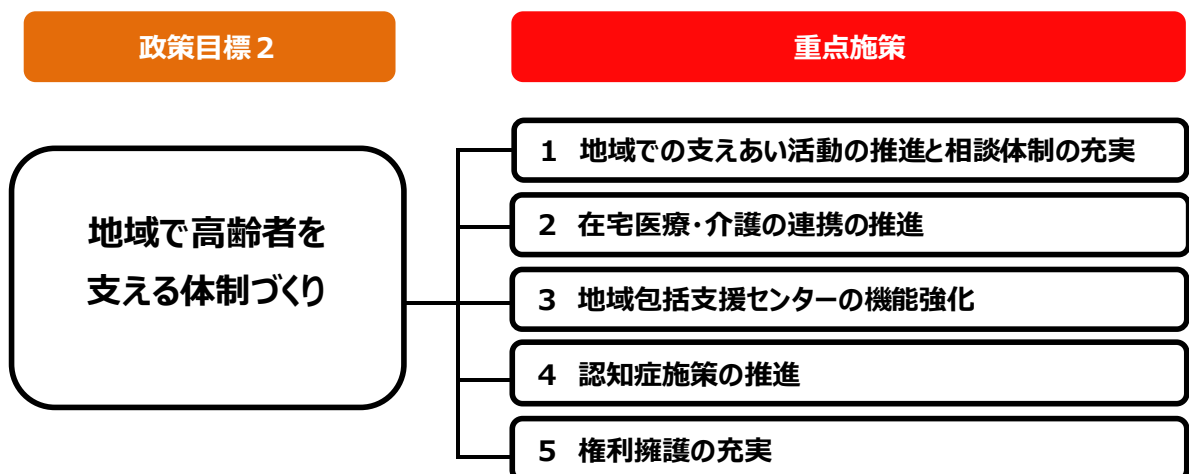 政策目標２
重点施策
地域で高齢者を
支える体制づくり
1 地域での支えあい活動の推進と相談体制の充実
2 在宅医療・介護の連携の推進
3 地域包括支援センターの機能強化
4 認知症施策の推進
5 権利擁護の充実